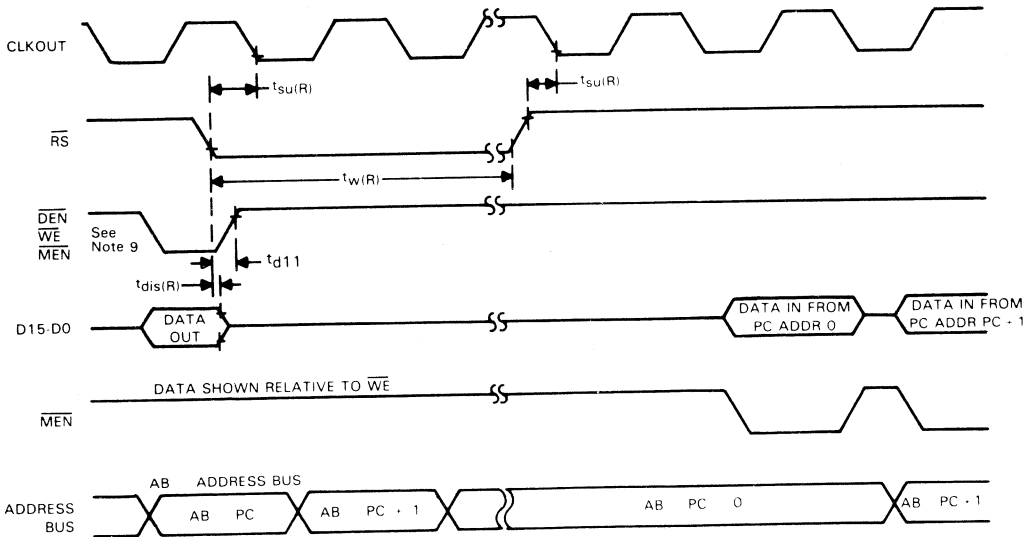 CLKOUT
tsu(R)
tsu(R)
RS
tw(R)
DEN
WE
MEN
See
Note 9
td11
tdis(R)
D15-D0
DATA
OUT
DATA IN FROM
PC ADDR 0
DATA IN FROM
PC ADDR PC + 1
DATA SHOWN RELATIVE TO WE
MEN
AB ADDRESS BUS
ADDRESS
BUS
AB PC
AB PC + 1
AB PC 0
AB PC + 1